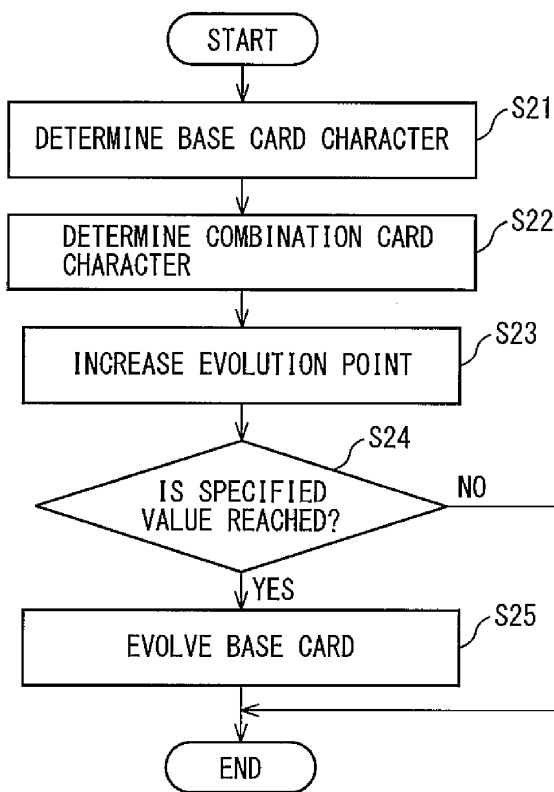 START
S21
DETERMINE BASE CARD CHARACTER
S22
DETERMINE COMBINATION CARD
CHARACTER
S23
INCREASE EVOLUTION POINT
S24
IS SPECIFIED
VALUE REACHED?
NO
YES
S25
EVOLVE BASE CARD
END